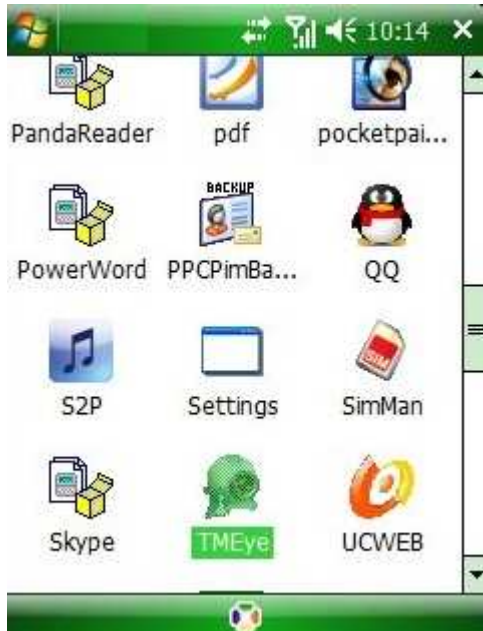 10:14
PandaReader pdf pocketpai...
BACKUP
PowerWord PPCPimBa... QQ
S2P Settings SimMan
SIM
Skype TMEye UCWEB